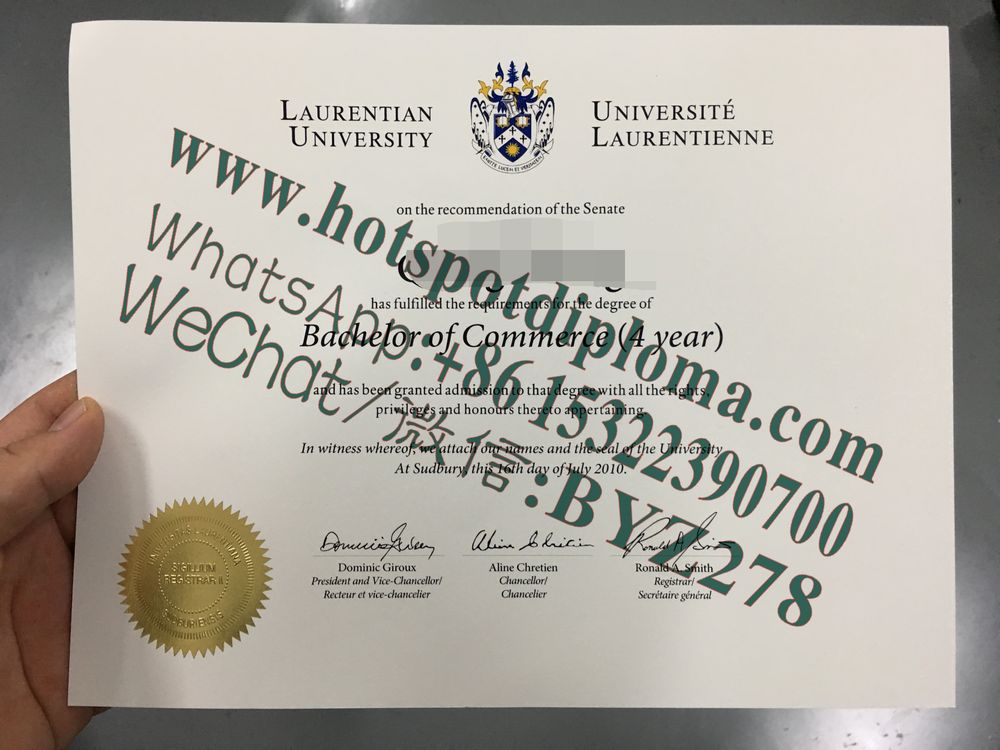 LAURENTIAN
UNIVERSITY
UNIVERSITÉ
LAURENTIENNE
on the recommendation of the Senate
has fulfilled the requirements for the degree of
Bachelor of Commerce (4 year)
and has been granted admission to that degree with all the rights,
privileges and honours thereto appertaining.
In witness whereof, we attach our names and the seal of the University
At Sudbury, this 16th day of July 2010.
Dominic Giroux
President and Vice-Chancellor/
Recteur et vice-chancelier
Aline Chretien
Chancellor/
Chancelier
Ronald A. Smith
Registrar/
Secrétaire général
SIGILLIUM
REGISTRARII
www.hotspotdiploma.com
WhatsApp:+86 15322390700
WeChat/微信:BYZ278